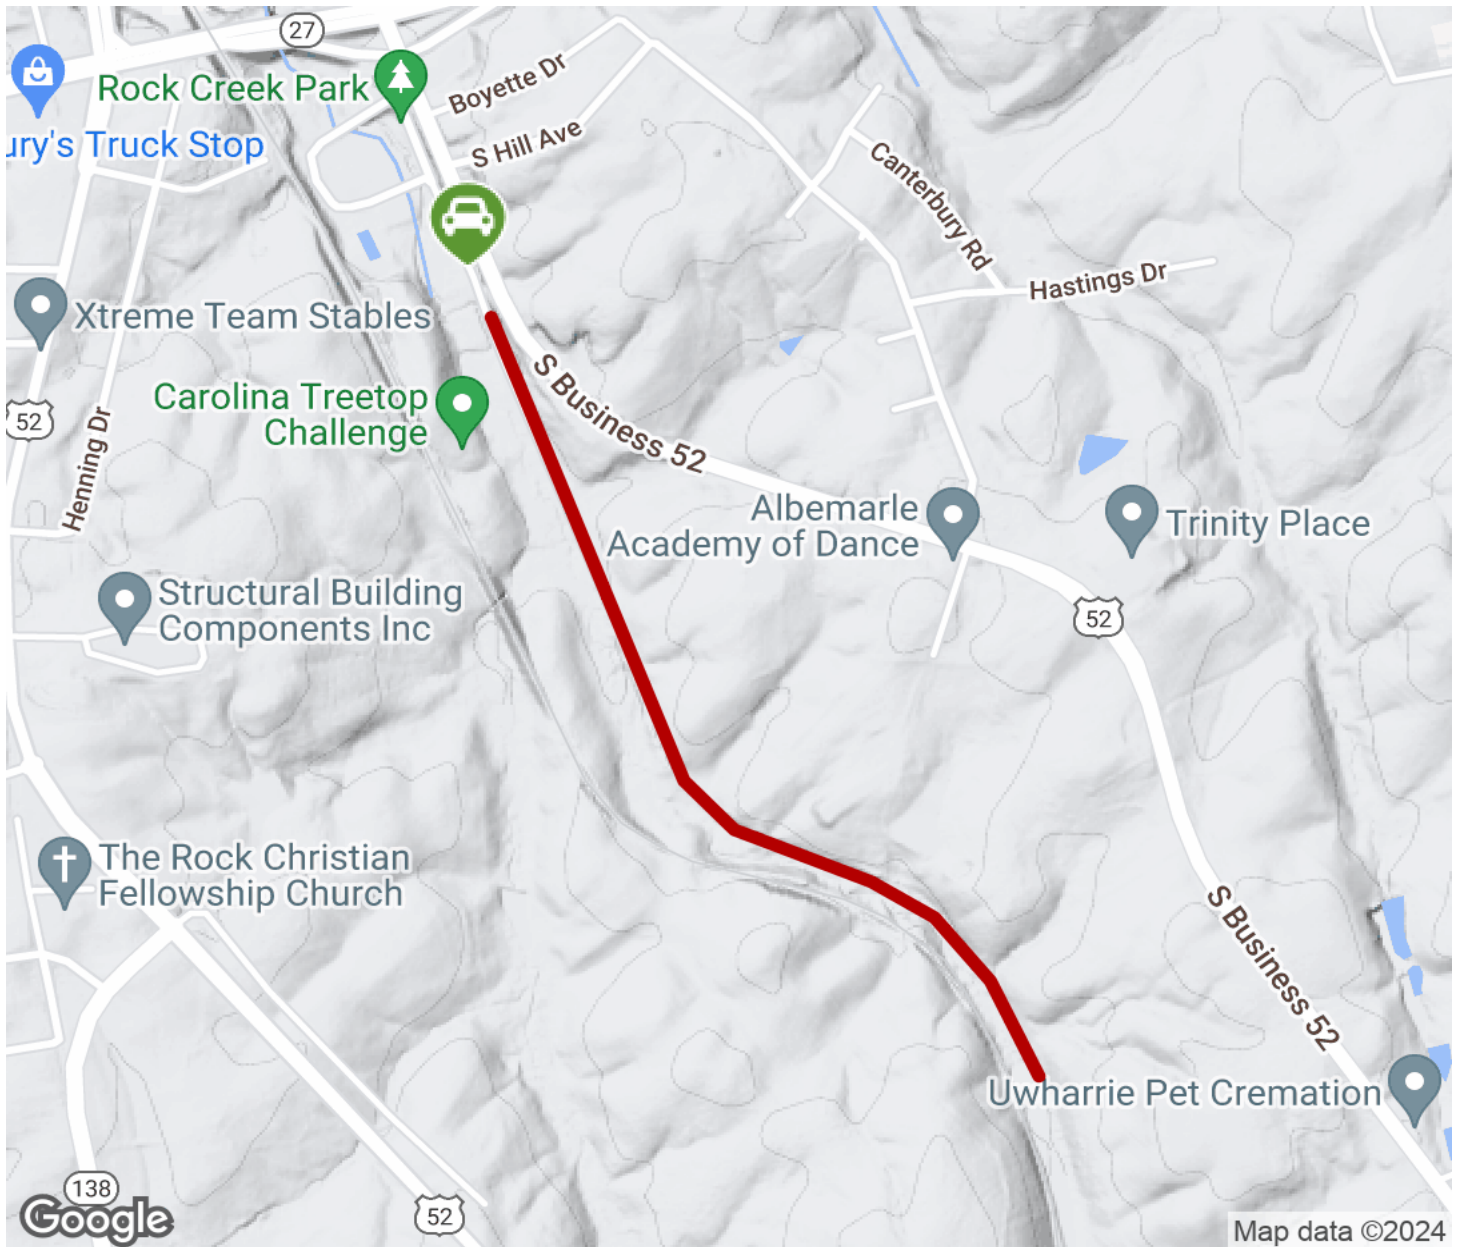 27
Rock Creek Park
Boyette Dr
ury's Truck Stop
S Hill Ave
Canterbury Rd
Hastings Dr
Xtreme Team Stables
S Business 52
Carolina Treetop
Challenge
52
Henning Dr
Albemarle
Academy of Dance
Trinity Place
Structural Building
Components Inc
52
The Rock Christian
Fellowship Church
S Business 52
Uwharrie Pet Cremation
138
52
Google
Map data ©2024